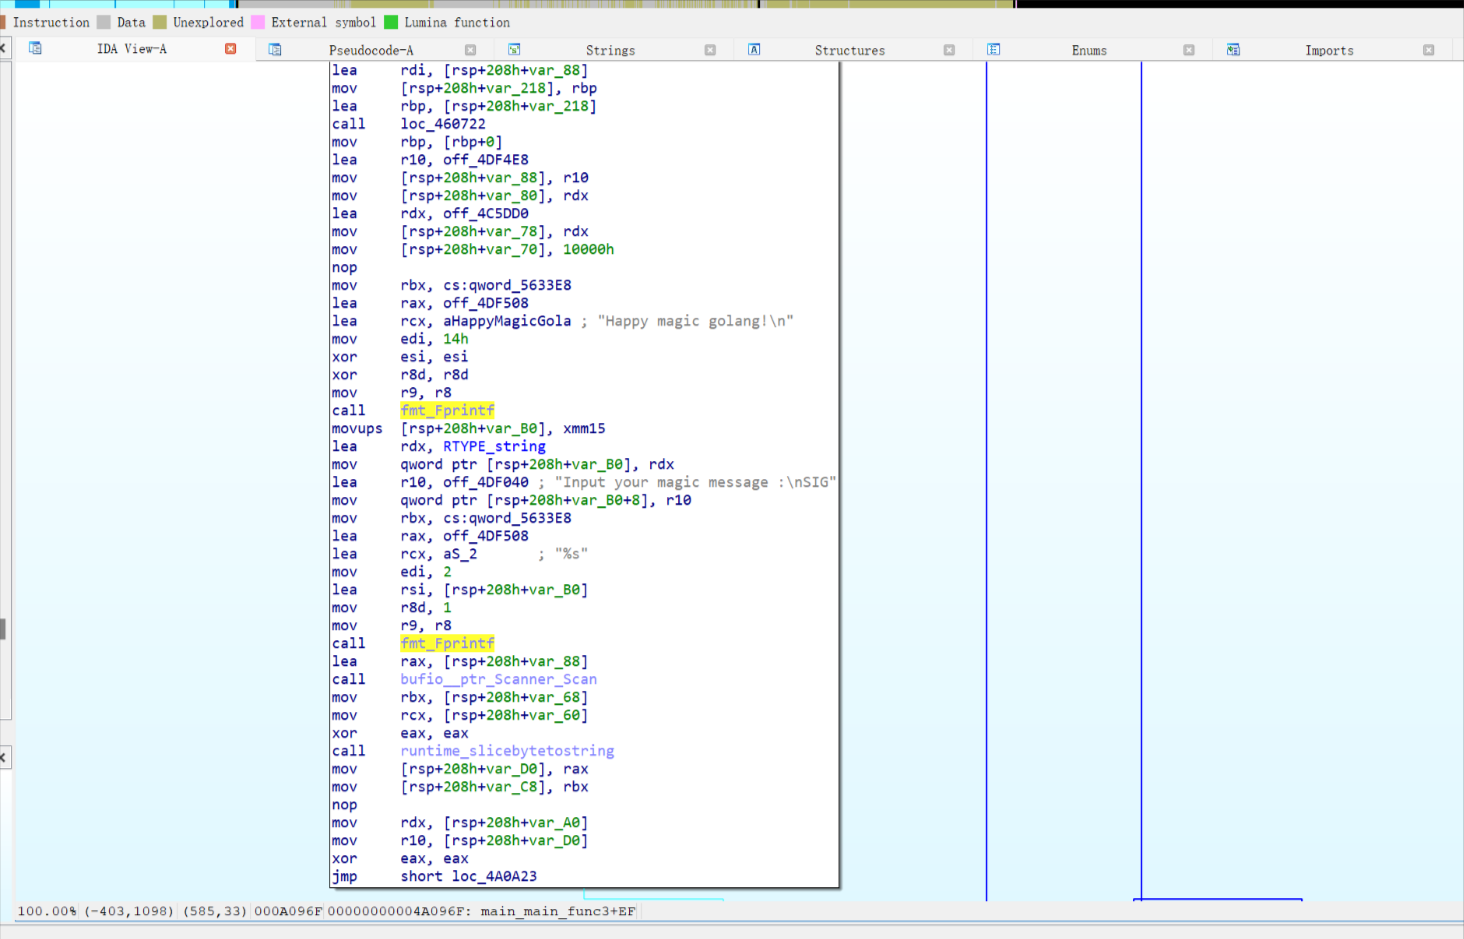 Instruction Data Unexplored External symbol Lumina function
IDA View-A Pseudocode-A Strings Structures Enums Imports
lea rdi, [rsp+208h+var_88]
mov [rsp+208h+var_218], rbp
lea rbp, [rsp+208h+var_218]
call loc_460722
mov rbp, [rbp+0]
lea r10, off_4DF4E8
mov [rsp+208h+var_88], r10
mov [rsp+208h+var_80], rdx
lea rdx, off_4C5DD0
mov [rsp+208h+var_78], rdx
mov [rsp+208h+var_70], 10000h
nop
mov rbx, cs:qword_5633E8
lea rax, off_4DF508
lea rcx, aHappyMagicGola ; "Happy magic golang!\n"
mov edi, 14h
xor esi, esi
xor r8d, r8d
mov r9, r8
call fmt_Fprintf
movups [rsp+208h+var_B0], xmm15
lea rdx, RTYPE_string
mov qword ptr [rsp+208h+var_B0], rdx
lea r10, off_4DF040 ; "Input your magic message :\nSIG"
mov qword ptr [rsp+208h+var_B0+8], r10
mov rbx, cs:qword_5633E8
lea rax, off_4DF508
lea rcx, aS_2 ; "%s"
mov edi, 2
lea rsi, [rsp+208h+var_B0]
mov r8d, 1
mov r9, r8
call fmt_Fprintf
lea rax, [rsp+208h+var_88]
call bufio__ptr_Scanner_Scan
mov rbx, [rsp+208h+var_68]
mov rcx, [rsp+208h+var_60]
xor eax, eax
call runtime_slicebytetostring
mov [rsp+208h+var_D0], rax
mov [rsp+208h+var_C8], rbx
nop
mov rdx, [rsp+208h+var_A0]
mov r10, [rsp+208h+var_D0]
xor eax, eax
jmp short loc_4A0A23
100.00% (-403,1098) (585,33) 000A096F 00000000004A096F: main_main_func3+EF